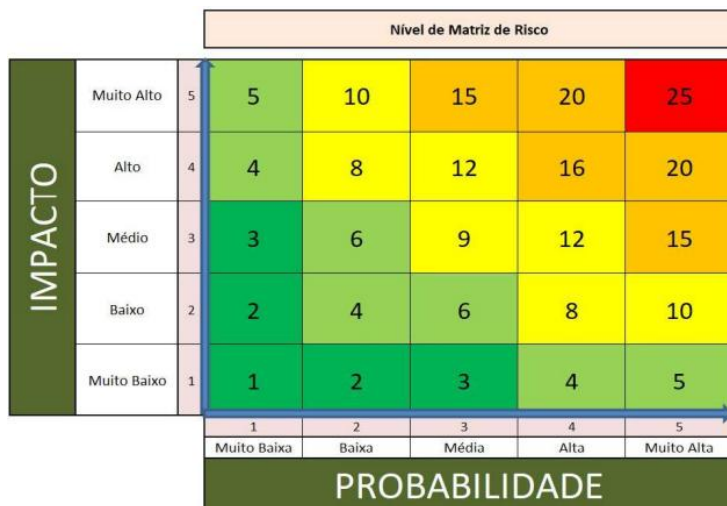 Nível de Matriz de Risco
IMPACTO
Muito Alto 5 5 10 15 20 25
Alto 4 4 8 12 16 20
Médio 3 3 6 9 12 15
Baixo 2 2 4 6 8 10
Muito Baixo 1 1 2 3 4 5
1 2 3 4 5
Muito Baixa Baixa Média Alta Muito Alta
PROBABILIDADE